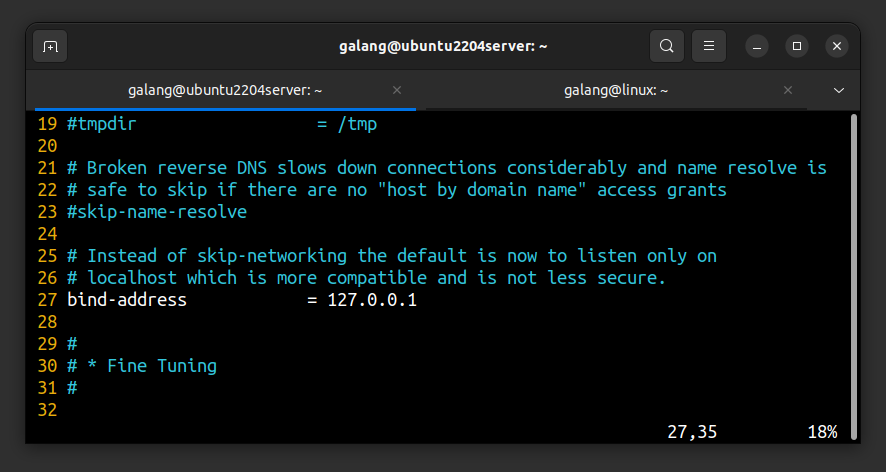 galang@ubuntu2204server: ~
galang@ubuntu2204server: ~ galang@linux: ~
19 #tmpdir                  = /tmp
20
21 # Broken reverse DNS slows down connections considerably and name resolve is
22 # safe to skip if there are no "host by domain name" access grants
23 #skip-name-resolve
24
25 # Instead of skip-networking the default is now to listen only on
26 # localhost which is more compatible and is not less secure.
27 bind-address            = 127.0.0.1
28
29 #
30 # * Fine Tuning
31 #
32
27,35 18%